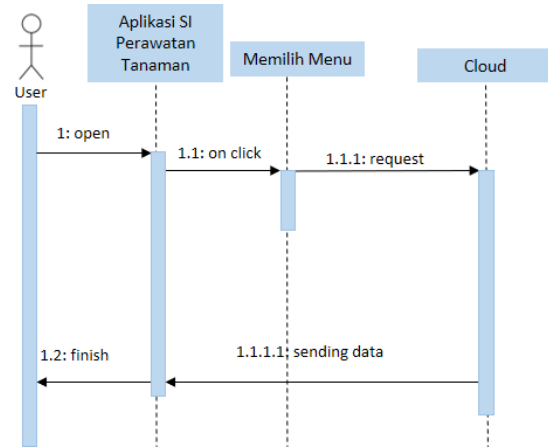 Aplikasi SI
Perawatan
Tanaman
Memilih Menu
Cloud
User
1: open
1.1: on click
1.1.1: request
1.2: finish
1.1.1.1: sending data